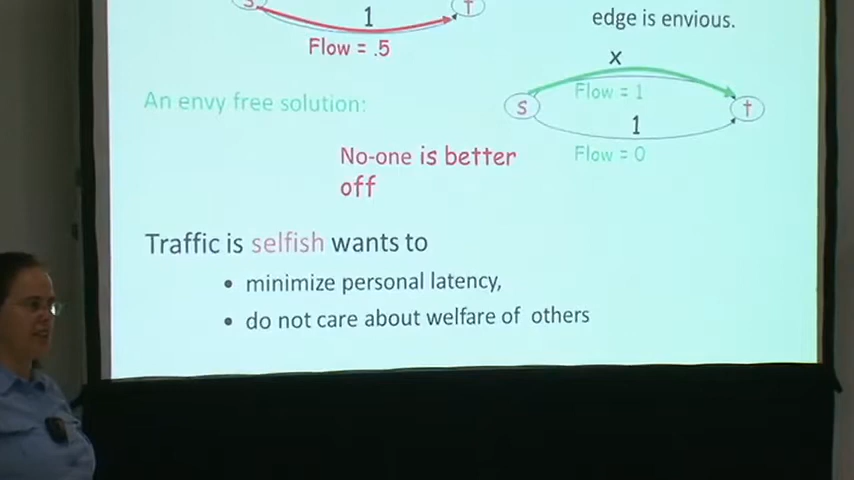 1
s
t
Flow = .5
edge is envious.
x
An envy free solution:
Flow = 1
s
t
1
Flow = 0
No-one is better
off
Traffic is selfish wants to
• minimize personal latency,
• do not care about welfare of others